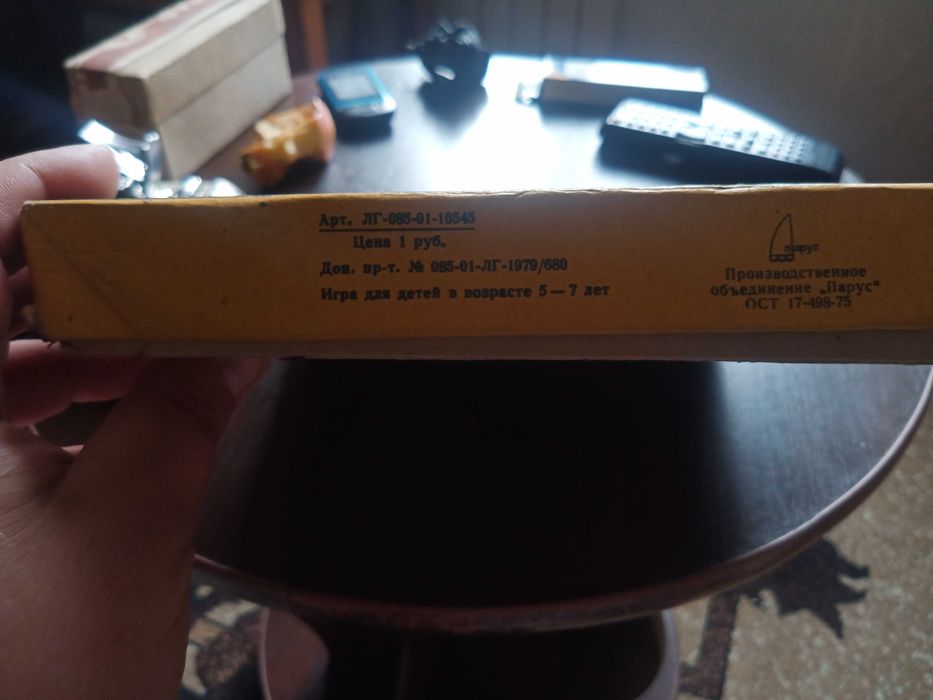 Арт. ЛГ-085-01-10545
Цена 1 руб.
Доп. пр-т. № 085-01-ЛГ-1979/680
Игра для детей в возрасте 5 — 7 лет
парус
Производственное
объединение „Парус“
ОСТ 17-498-75